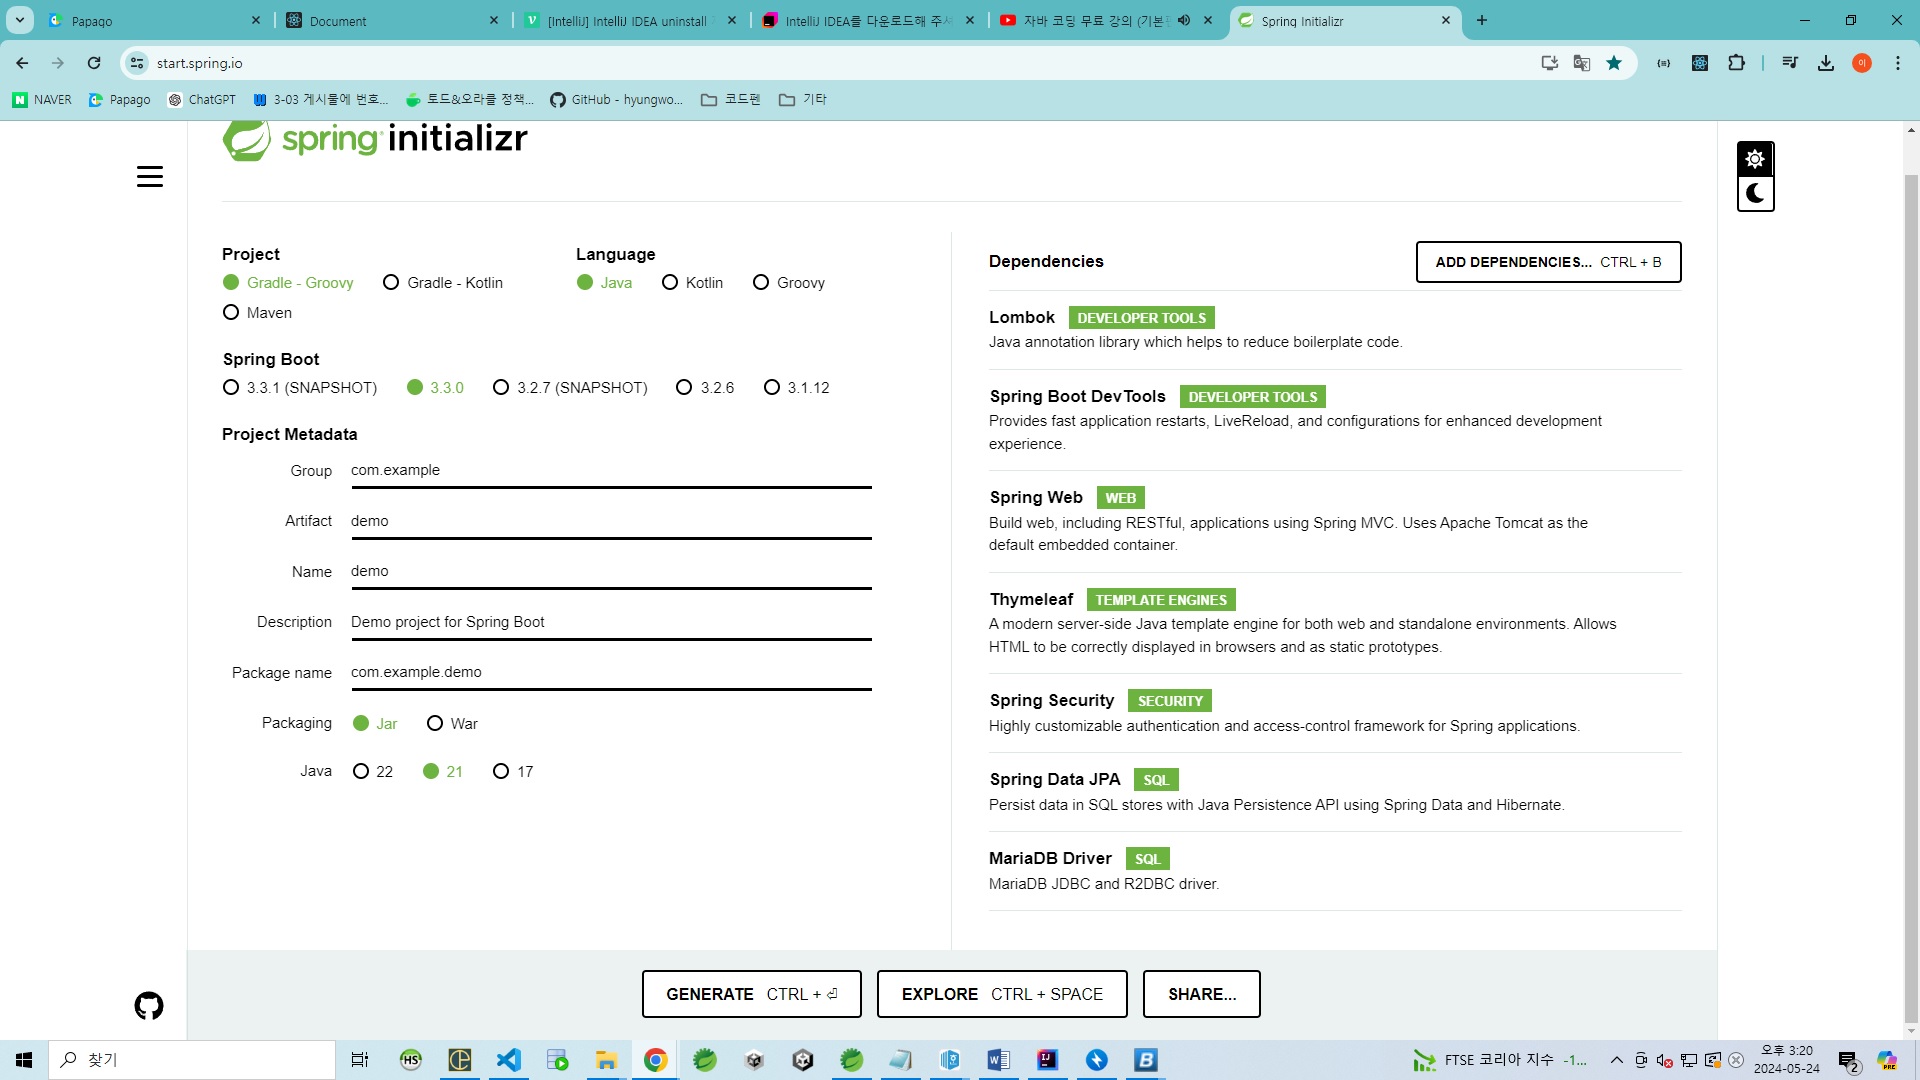 Papago
Document
[IntelliJ] IntelliJ IDEA uninstall
IntelliJ IDEA를 다운로드해 주세
자바 코딩 무료 강의 (기본
Spring Initializr
start.spring.io
NAVER
Papago
ChatGPT
3-03 게시물에 번호...
토드&오라클 정책...
GitHub - hyungwo...
코드펜
기타
spring initializr
Project
Gradle - Groovy
Gradle - Kotlin
Maven
Language
Java
Kotlin
Groovy
Spring Boot
3.3.1 (SNAPSHOT)
3.3.0
3.2.7 (SNAPSHOT)
3.2.6
3.1.12
Project Metadata
Group com.example
Artifact demo
Name demo
Description Demo project for Spring Boot
Package name com.example.demo
Packaging Jar War
Java 22 21 17
Dependencies
ADD DEPENDENCIES... CTRL + B
Lombok DEVELOPER TOOLS
Java annotation library which helps to reduce boilerplate code.
Spring Boot DevTools DEVELOPER TOOLS
Provides fast application restarts, LiveReload, and configurations for enhanced development
experience.
Spring Web WEB
Build web, including RESTful, applications using Spring MVC. Uses Apache Tomcat as the
default embedded container.
Thymeleaf TEMPLATE ENGINES
A modern server-side Java template engine for both web and standalone environments. Allows
HTML to be correctly displayed in browsers and as static prototypes.
Spring Security SECURITY
Highly customizable authentication and access-control framework for Spring applications.
Spring Data JPA SQL
Persist data in SQL stores with Java Persistence API using Spring Data and Hibernate.
MariaDB Driver SQL
MariaDB JDBC and R2DBC driver.
GENERATE CTRL + ⏎
EXPLORE CTRL + SPACE
SHARE...
찾기
FTSE 코리아 지수 -1...
오후 3:20
2024-05-24
2